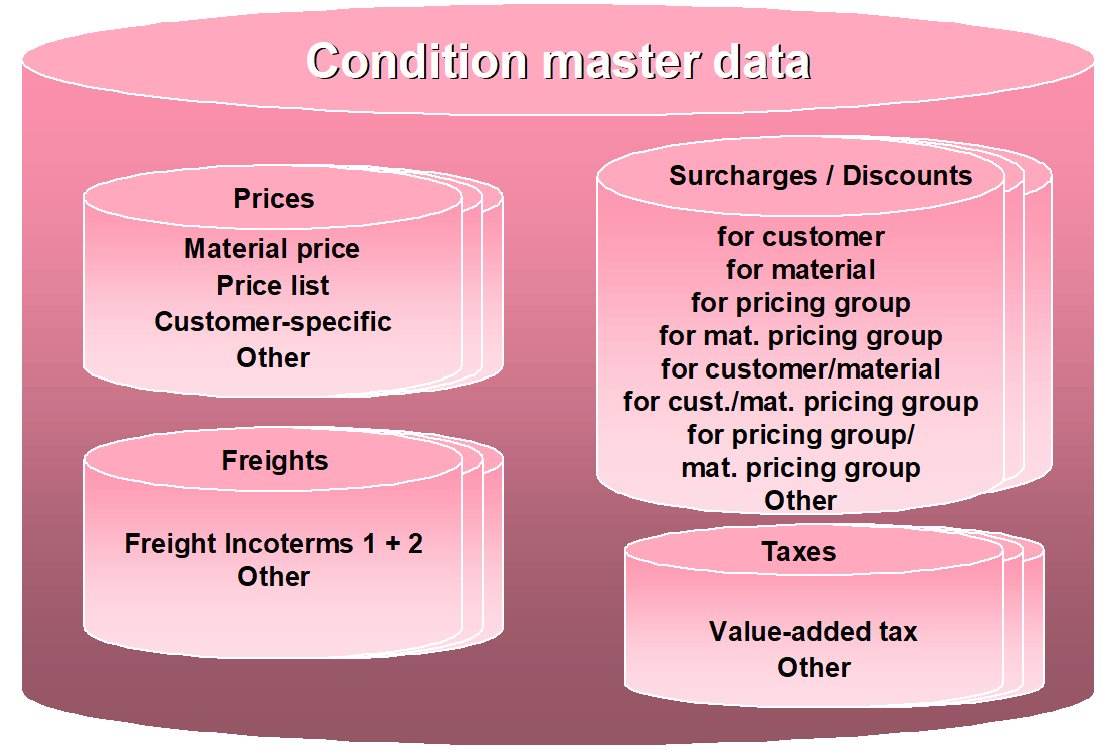 Condition master data
Prices
Material price
Price list
Customer-specific
Other
Surcharges / Discounts
for customer
for material
for pricing group
for mat. pricing group
for customer/material
for cust./mat. pricing group
for pricing group/
mat. pricing group
Other
Freights
Freight Incoterms 1 + 2
Other
Taxes
Value-added tax
Other